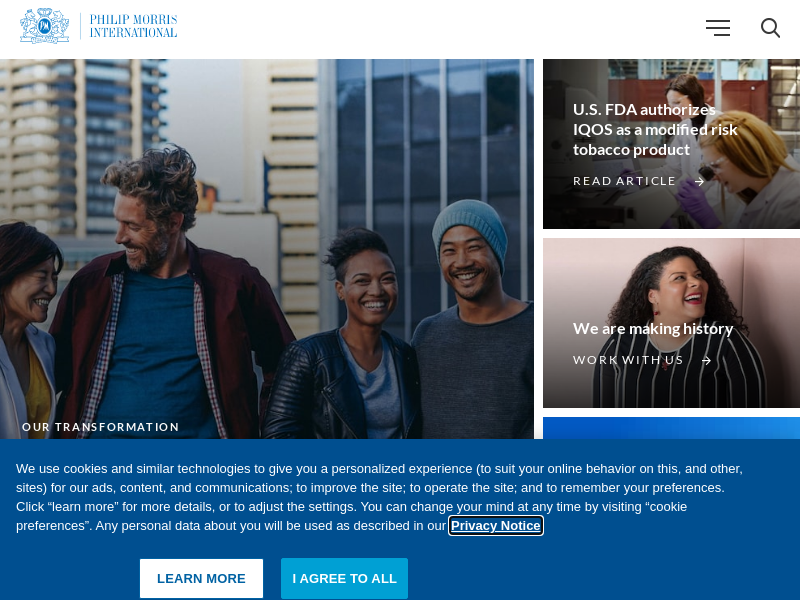 PHILIP MORRIS
INTERNATIONAL
U.S. FDA authorizes
IQOS as a modified risk
tobacco product
READ ARTICLE
We are making history
WORK WITH US
OUR TRANSFORMATION
We use cookies and similar technologies to give you a personalized experience (to suit your online behavior on this, and other,
sites) for our ads, content, and communications; to improve the site; to operate the site; and to remember your preferences.
Click “learn more” for more details, or to adjust the settings. You can change your mind at any time by visiting “cookie
preferences”. Any personal data about you will be used as described in our Privacy Notice
LEARN MORE
I AGREE TO ALL